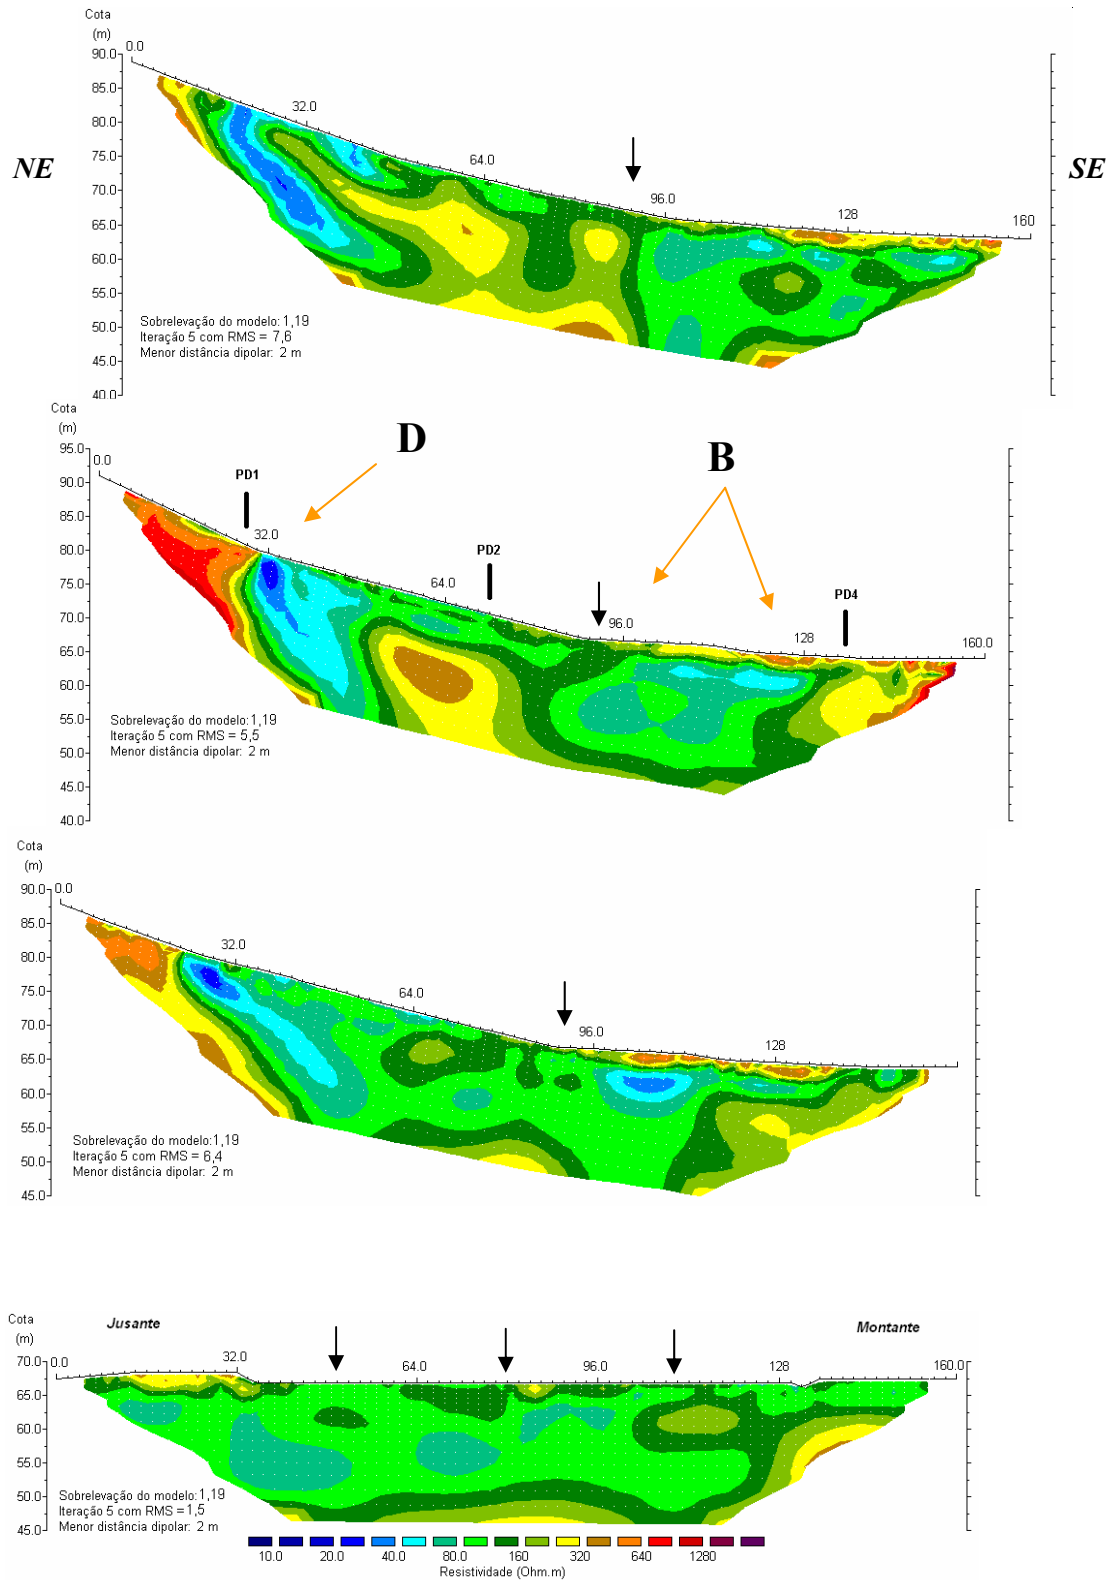 Cota
(m)
0.0
90.0
85.0
80.0
75.0
70.0
65.0
60.0
55.0
50.0
45.0
40.0
32.0
64.0
96.0
128
160
NE
SE
Sobrelevação do modelo: 1,19
Iteração 5 com RMS = 7,6
Menor distância dipolar: 2 m
Cota
(m)
D
B
95.0
90.0
85.0
80.0
75.0
70.0
65.0
60.0
55.0
50.0
45.0
40.0
0.0
PD1
32.0
64.0
PD2
96.0
128
PD4
160.0
Sobrelevação do modelo: 1,19
Iteração 5 com RMS = 5,5
Menor distância dipolar: 2 m
Cota
(m)
90.0
85.0
80.0
75.0
70.0
65.0
60.0
55.0
50.0
45.0
0.0
32.0
64.0
96.0
128
Sobrelevação do modelo: 1,19
Iteração 5 com RMS = 6,4
Menor distância dipolar: 2 m
Cota
(m)
Jusante
Montante
70.0
65.0
60.0
55.0
50.0
45.0
0.0
32.0
64.0
96.0
128
160.0
Sobrelevação do modelo: 1,19
Iteração 5 com RMS = 1,5
Menor distância dipolar: 2 m
10.0 20.0 40.0 80.0 160 320 640 1280
Resistividade (Ohm.m)